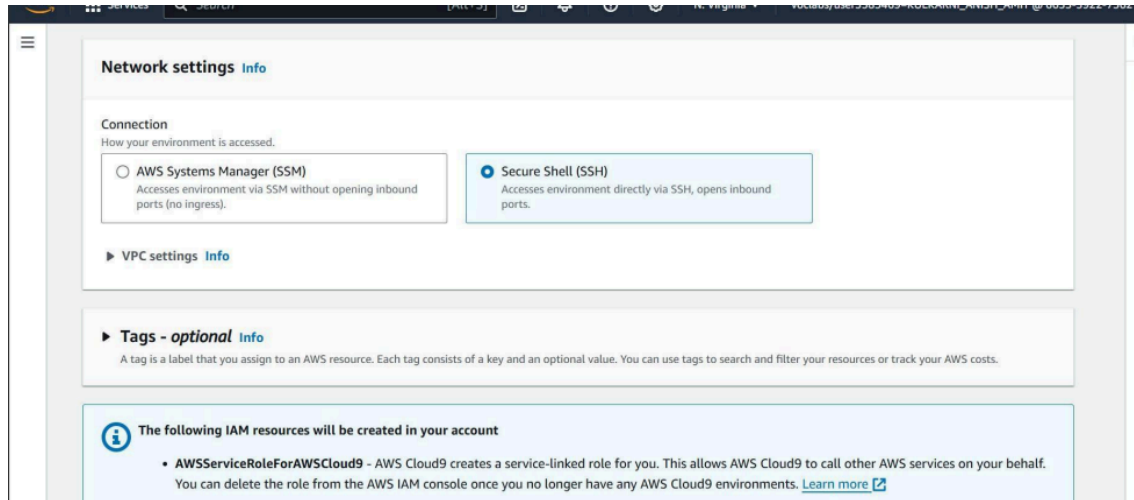 Services
Search
[Alt+S]
N. Virginia
Network settings Info
Connection
How your environment is accessed.
AWS Systems Manager (SSM)
Accesses environment via SSM without opening inbound
ports (no ingress).
Secure Shell (SSH)
Accesses environment directly via SSH, opens inbound
ports.
VPC settings Info
Tags - optional Info
A tag is a label that you assign to an AWS resource. Each tag consists of a key and an optional value. You can use tags to search and filter your resources or track your AWS costs.
The following IAM resources will be created in your account
• AWSServiceRoleForAWSCloud9 - AWS Cloud9 creates a service-linked role for you. This allows AWS Cloud9 to call other AWS services on your behalf.
You can delete the role from the AWS IAM console once you no longer have any AWS Cloud9 environments. Learn more